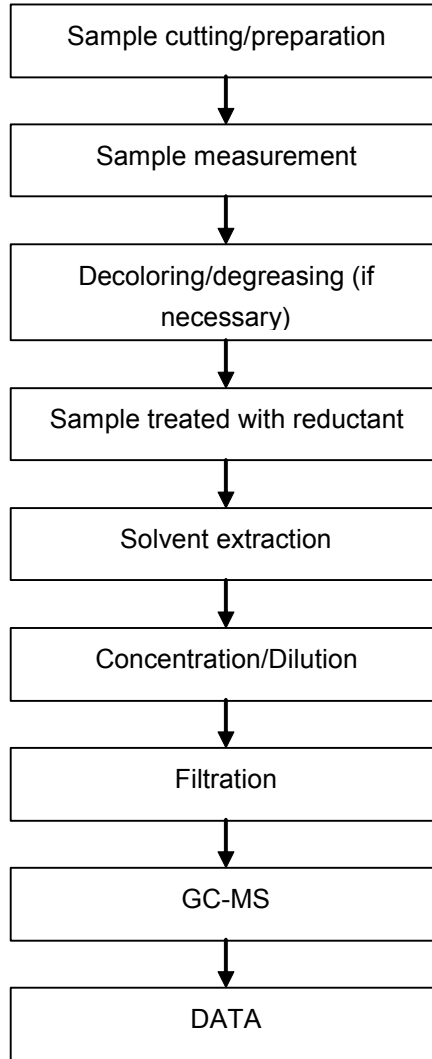 Sample cutting/preparation
Sample measurement
Decoloring/degreasing (if
necessary)
Sample treated with reductant
Solvent extraction
Concentration/Dilution
Filtration
GC-MS
DATA